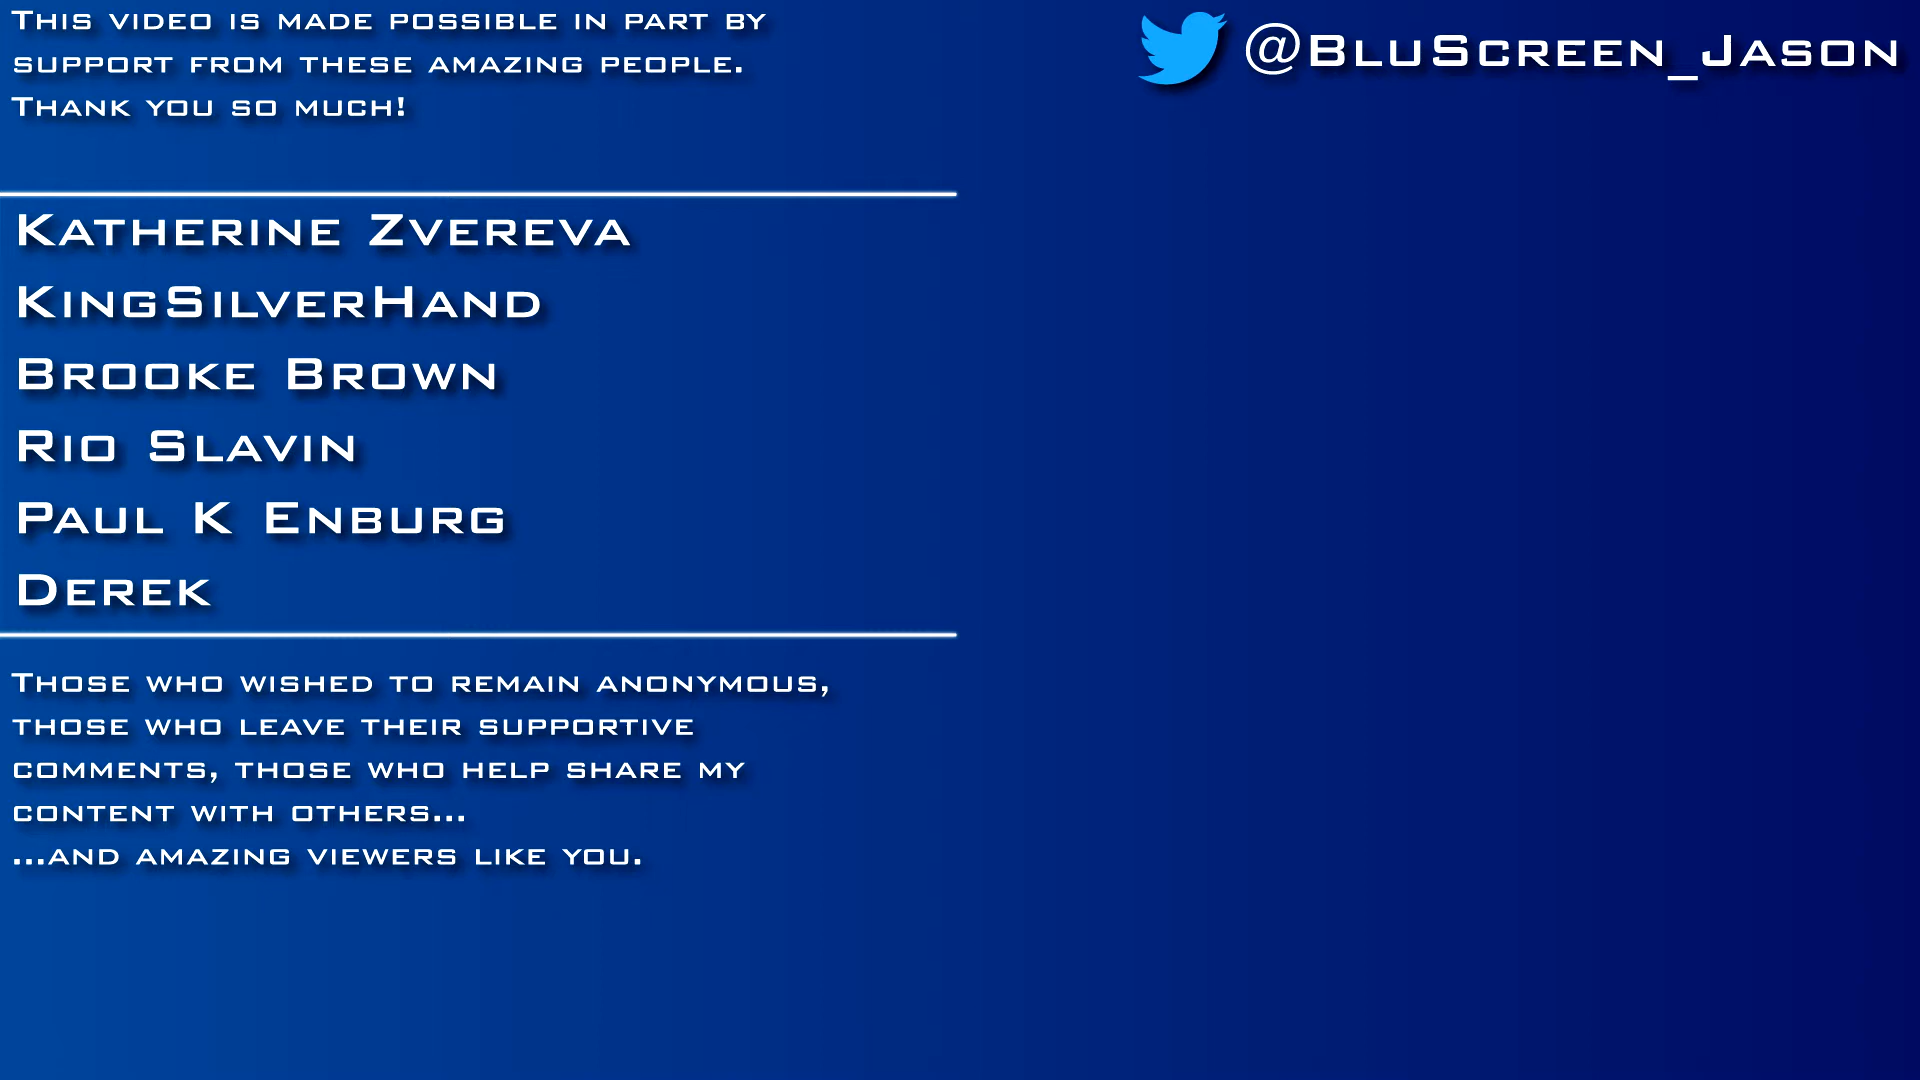 This video is made possible in part by
support from these amazing people.
Thank you so much!
@BluScreen_Jason
Katherine Zvereva
KingSilverHand
Brooke Brown
Rio Slavin
Paul K Enburg
Derek
Those who wished to remain anonymous,
those who leave their supportive
comments, those who help share my
content with others...
...and amazing viewers like you.